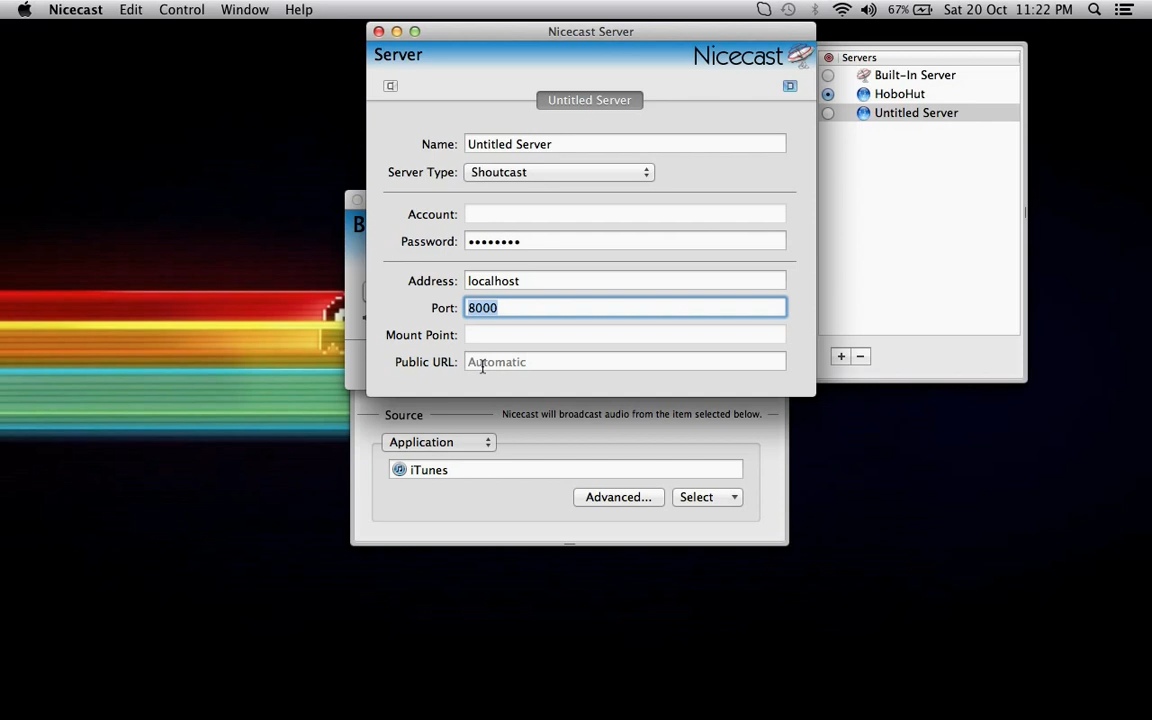 Nicecast Edit Control Window Help 67% Sat 20 Oct 11:22 PM
Nicecast Server
Server
Nicecast
Untitled Server
Name: Untitled Server
Server Type: Shoutcast
Account:
Password: ••••••••
Address: localhost
Port: 8000
Mount Point:
Public URL: Automatic
Servers
Built-In Server
HoboHut
Untitled Server
+ −
B
Source Nicecast will broadcast audio from the item selected below.
Application
iTunes
Advanced... Select